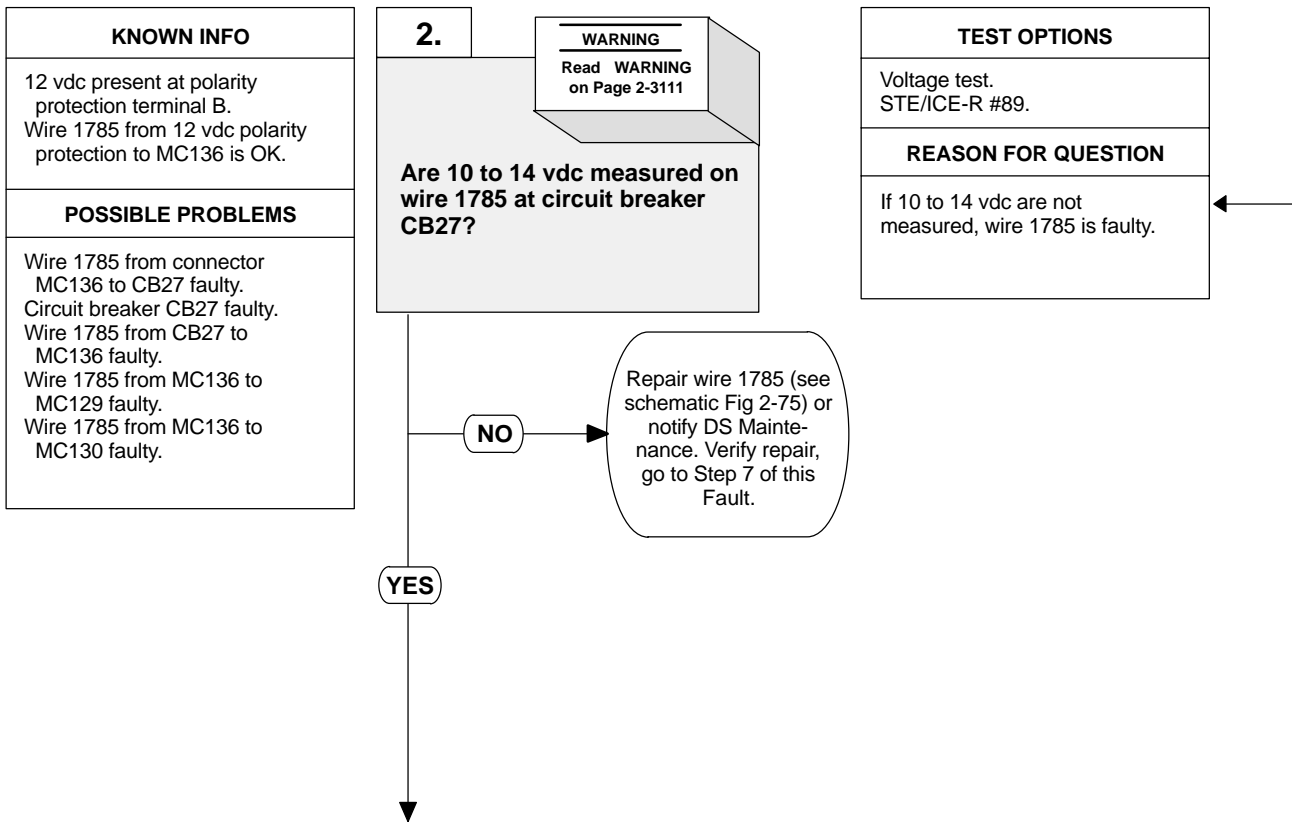 KNOWN INFO
12 vdc present at polarity
protection terminal B.
Wire 1785 from 12 vdc polarity
protection to MC136 is OK.
POSSIBLE PROBLEMS
Wire 1785 from connector
MC136 to CB27 faulty.
Circuit breaker CB27 faulty.
Wire 1785 from CB27 to
MC136 faulty.
Wire 1785 from MC136 to
MC129 faulty.
Wire 1785 from MC136 to
MC130 faulty.
2.
WARNING
Read WARNING
on Page 2-3111
Are 10 to 14 vdc measured on
wire 1785 at circuit breaker
CB27?
TEST OPTIONS
Voltage test.
STE/ICE-R #89.
REASON FOR QUESTION
If 10 to 14 vdc are not
measured, wire 1785 is faulty.
NO
Repair wire 1785 (see
schematic Fig 2-75) or
notify DS Mainte-
nance. Verify repair,
go to Step 7 of this
Fault.
YES